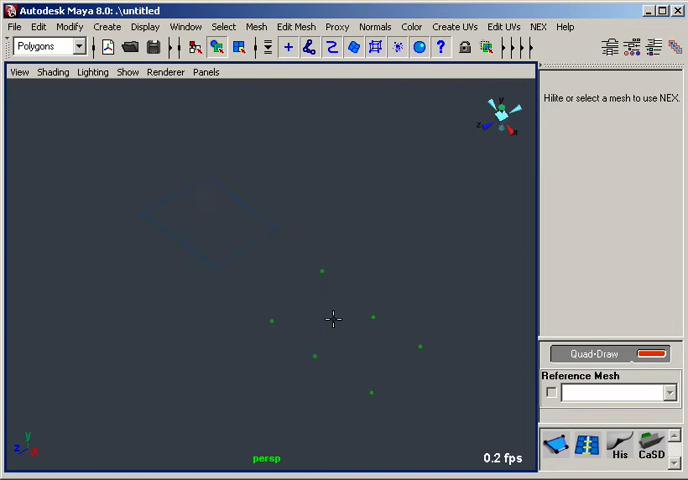 Autodesk Maya 8.0: .\untitled
File Edit Modify Create Display Window Select Mesh Edit Mesh Proxy Normals Color Create UVs Edit UVs NEX Help
Polygons
View Shading Lighting Show Renderer Panels
Hilite or select a mesh to use NEX.
y
z x
Quad-Draw
Reference Mesh
His CaSD
y
z x
persp
0.2 fps